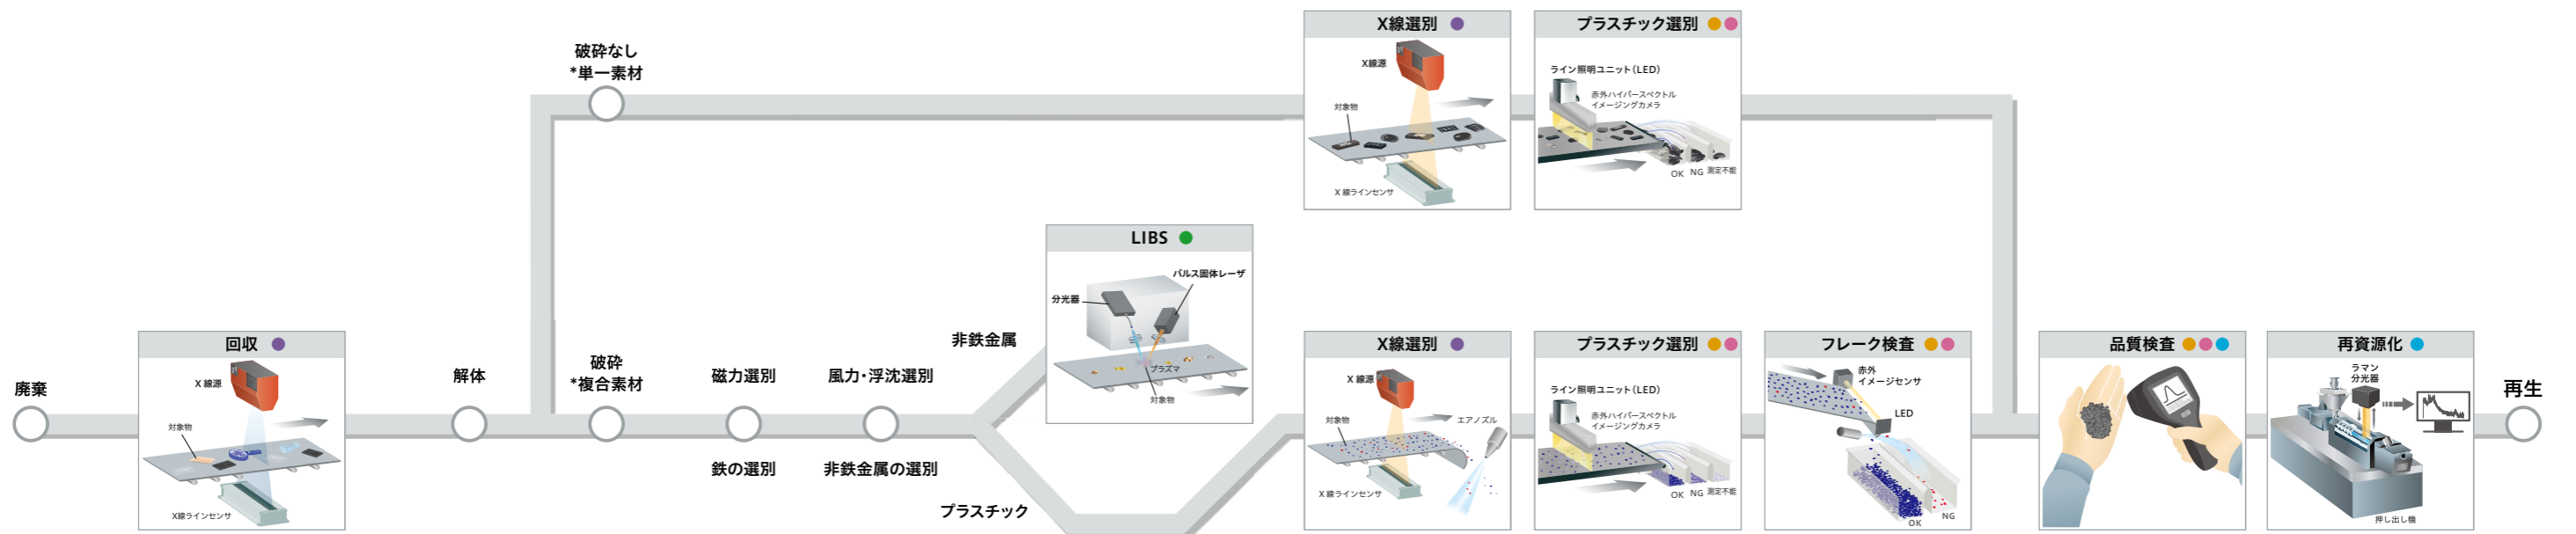 廃棄
回収
X 線源
対象物
X線ラインセンサ
解体
破砕なし
*単一素材
X線選別
X線源
対象物
X 線ラインセンサ
プラスチック選別
ライン照明ユニット(LED)
赤外ハイパースペクトル
イメージングカメラ
OK NG 測定不能
破砕
*複合素材
磁力選別
鉄の選別
風力・浮沈選別
非鉄金属の選別
非鉄金属
LIBS
パルス固体レーザ
分光器
プラズマ
対象物
プラスチック
X線選別
X 線源
対象物
エアノズル
X 線ラインセンサ
プラスチック選別
ライン照明ユニット(LED)
赤外ハイパースペクトル
イメージングカメラ
OK NG 測定不能
フレーク検査
赤外
イメージセンサ
LED
NG
OK
品質検査
再資源化
ラマン
分光器
押し出し機
再生